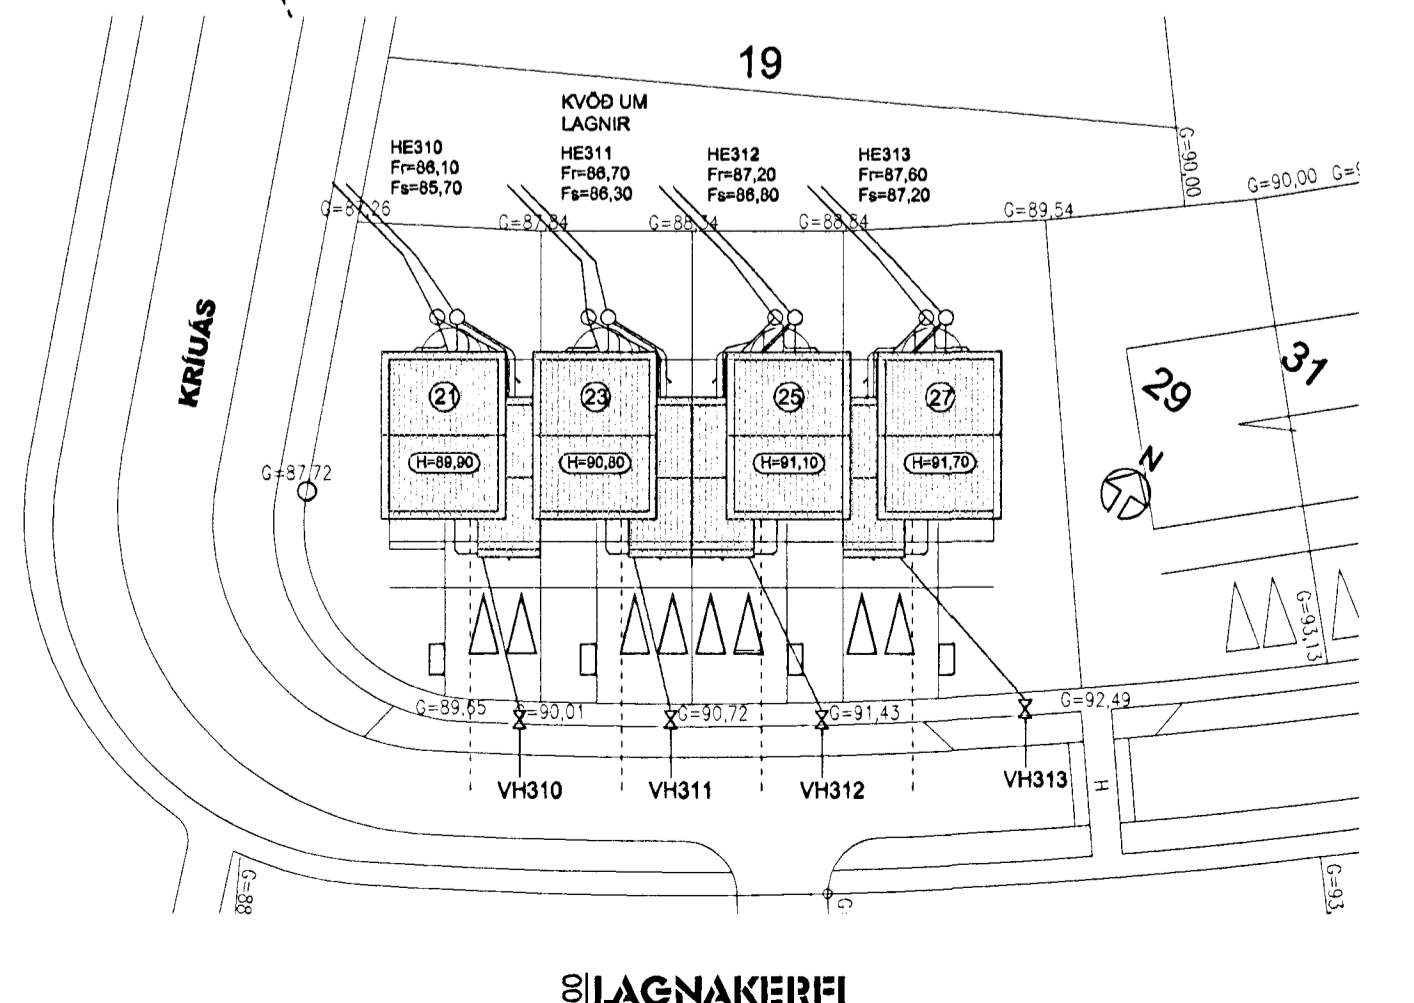 19
KVÖÐ UM
LAGNIR
HE310
Fr=86,10
Fs=85,70
HE311
Fr=86,70
Fs=86,30
HE312
Fr=87,20
Fs=86,80
HE313
Fr=87,60
Fs=87,20
G=90,00
G=90,00
G=87,26
G=87,84
G=88,34
G=88,84
G=89,54
KRÍUÁS
21
23
25
27
29
31
H=89,90
H=90,80
H=91,10
H=91,70
N
G=87,72
G=93,13
G=89,65
G=90,01
G=90,72
G=91,43
G=92,49
VH310
VH311
VH312
VH313
H
G=88
G=93
LAGNAKERFI